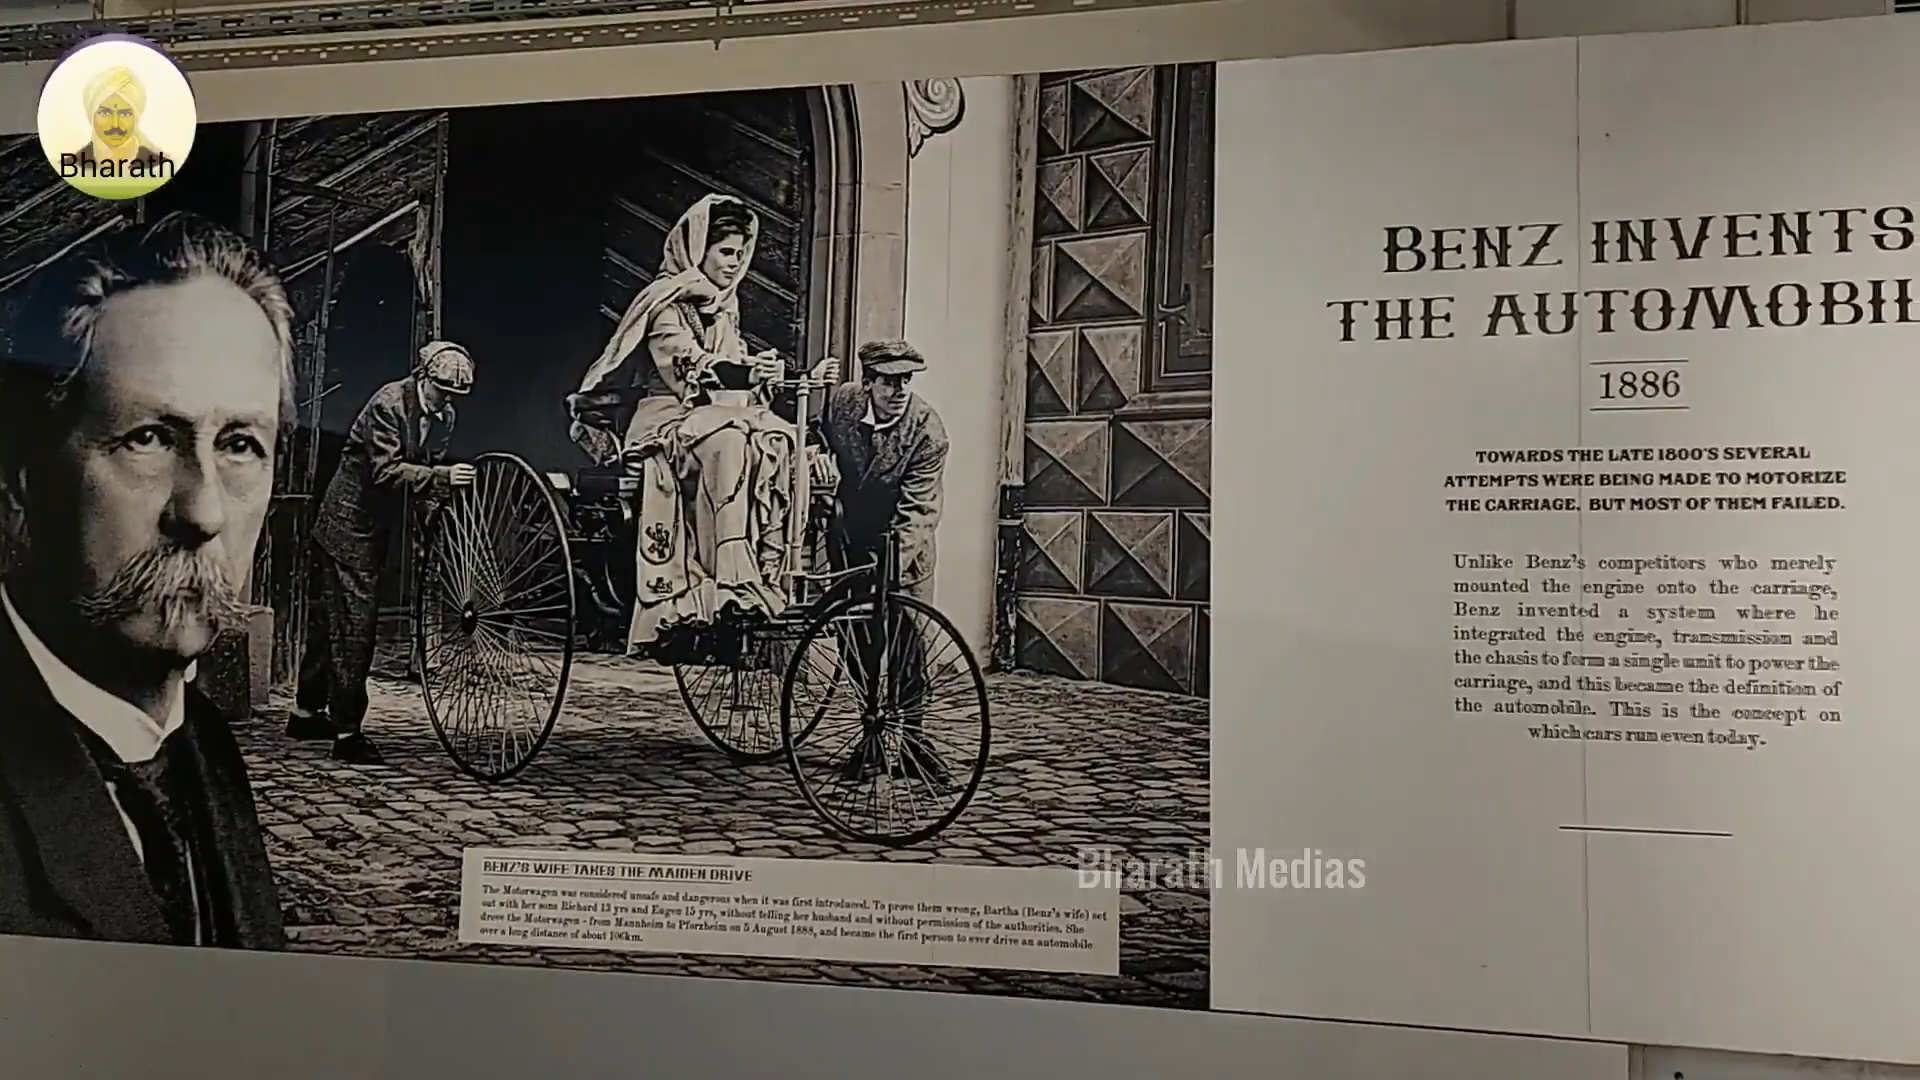 Bharath
BENZ INVENTS
THE AUTOMOBIL
1886
TOWARDS THE LATE 1800'S SEVERAL
ATTEMPTS WERE BEING MADE TO MOTORIZE
THE CARRIAGE, BUT MOST OF THEM FAILED.
Unlike Benz's competitors who merely
mounted the engine onto the carriage,
Benz invented a system where he
integrated the engine, transmission and
the chasis to form a single unit to power the
carriage, and this became the definition of
the automobile. This is the concept on
which cars run even today.
BENZ'S WIFE TAKES THE MAIDEN DRIVE
The Motorwagen was considered unsafe and dangerous when it was first introduced. To prove them wrong, Bartha (Benz's wife) set
out with her sons Richard 13 yrs and Eugen 15 yrs, without telling her husband and without permission of the authorities. She
drove the Motorwagen - from Mannheim to Pforzheim on 5 August 1888, and became the first person to ever drive an automobile
over a long distance of about 106km.
Bharath Medias